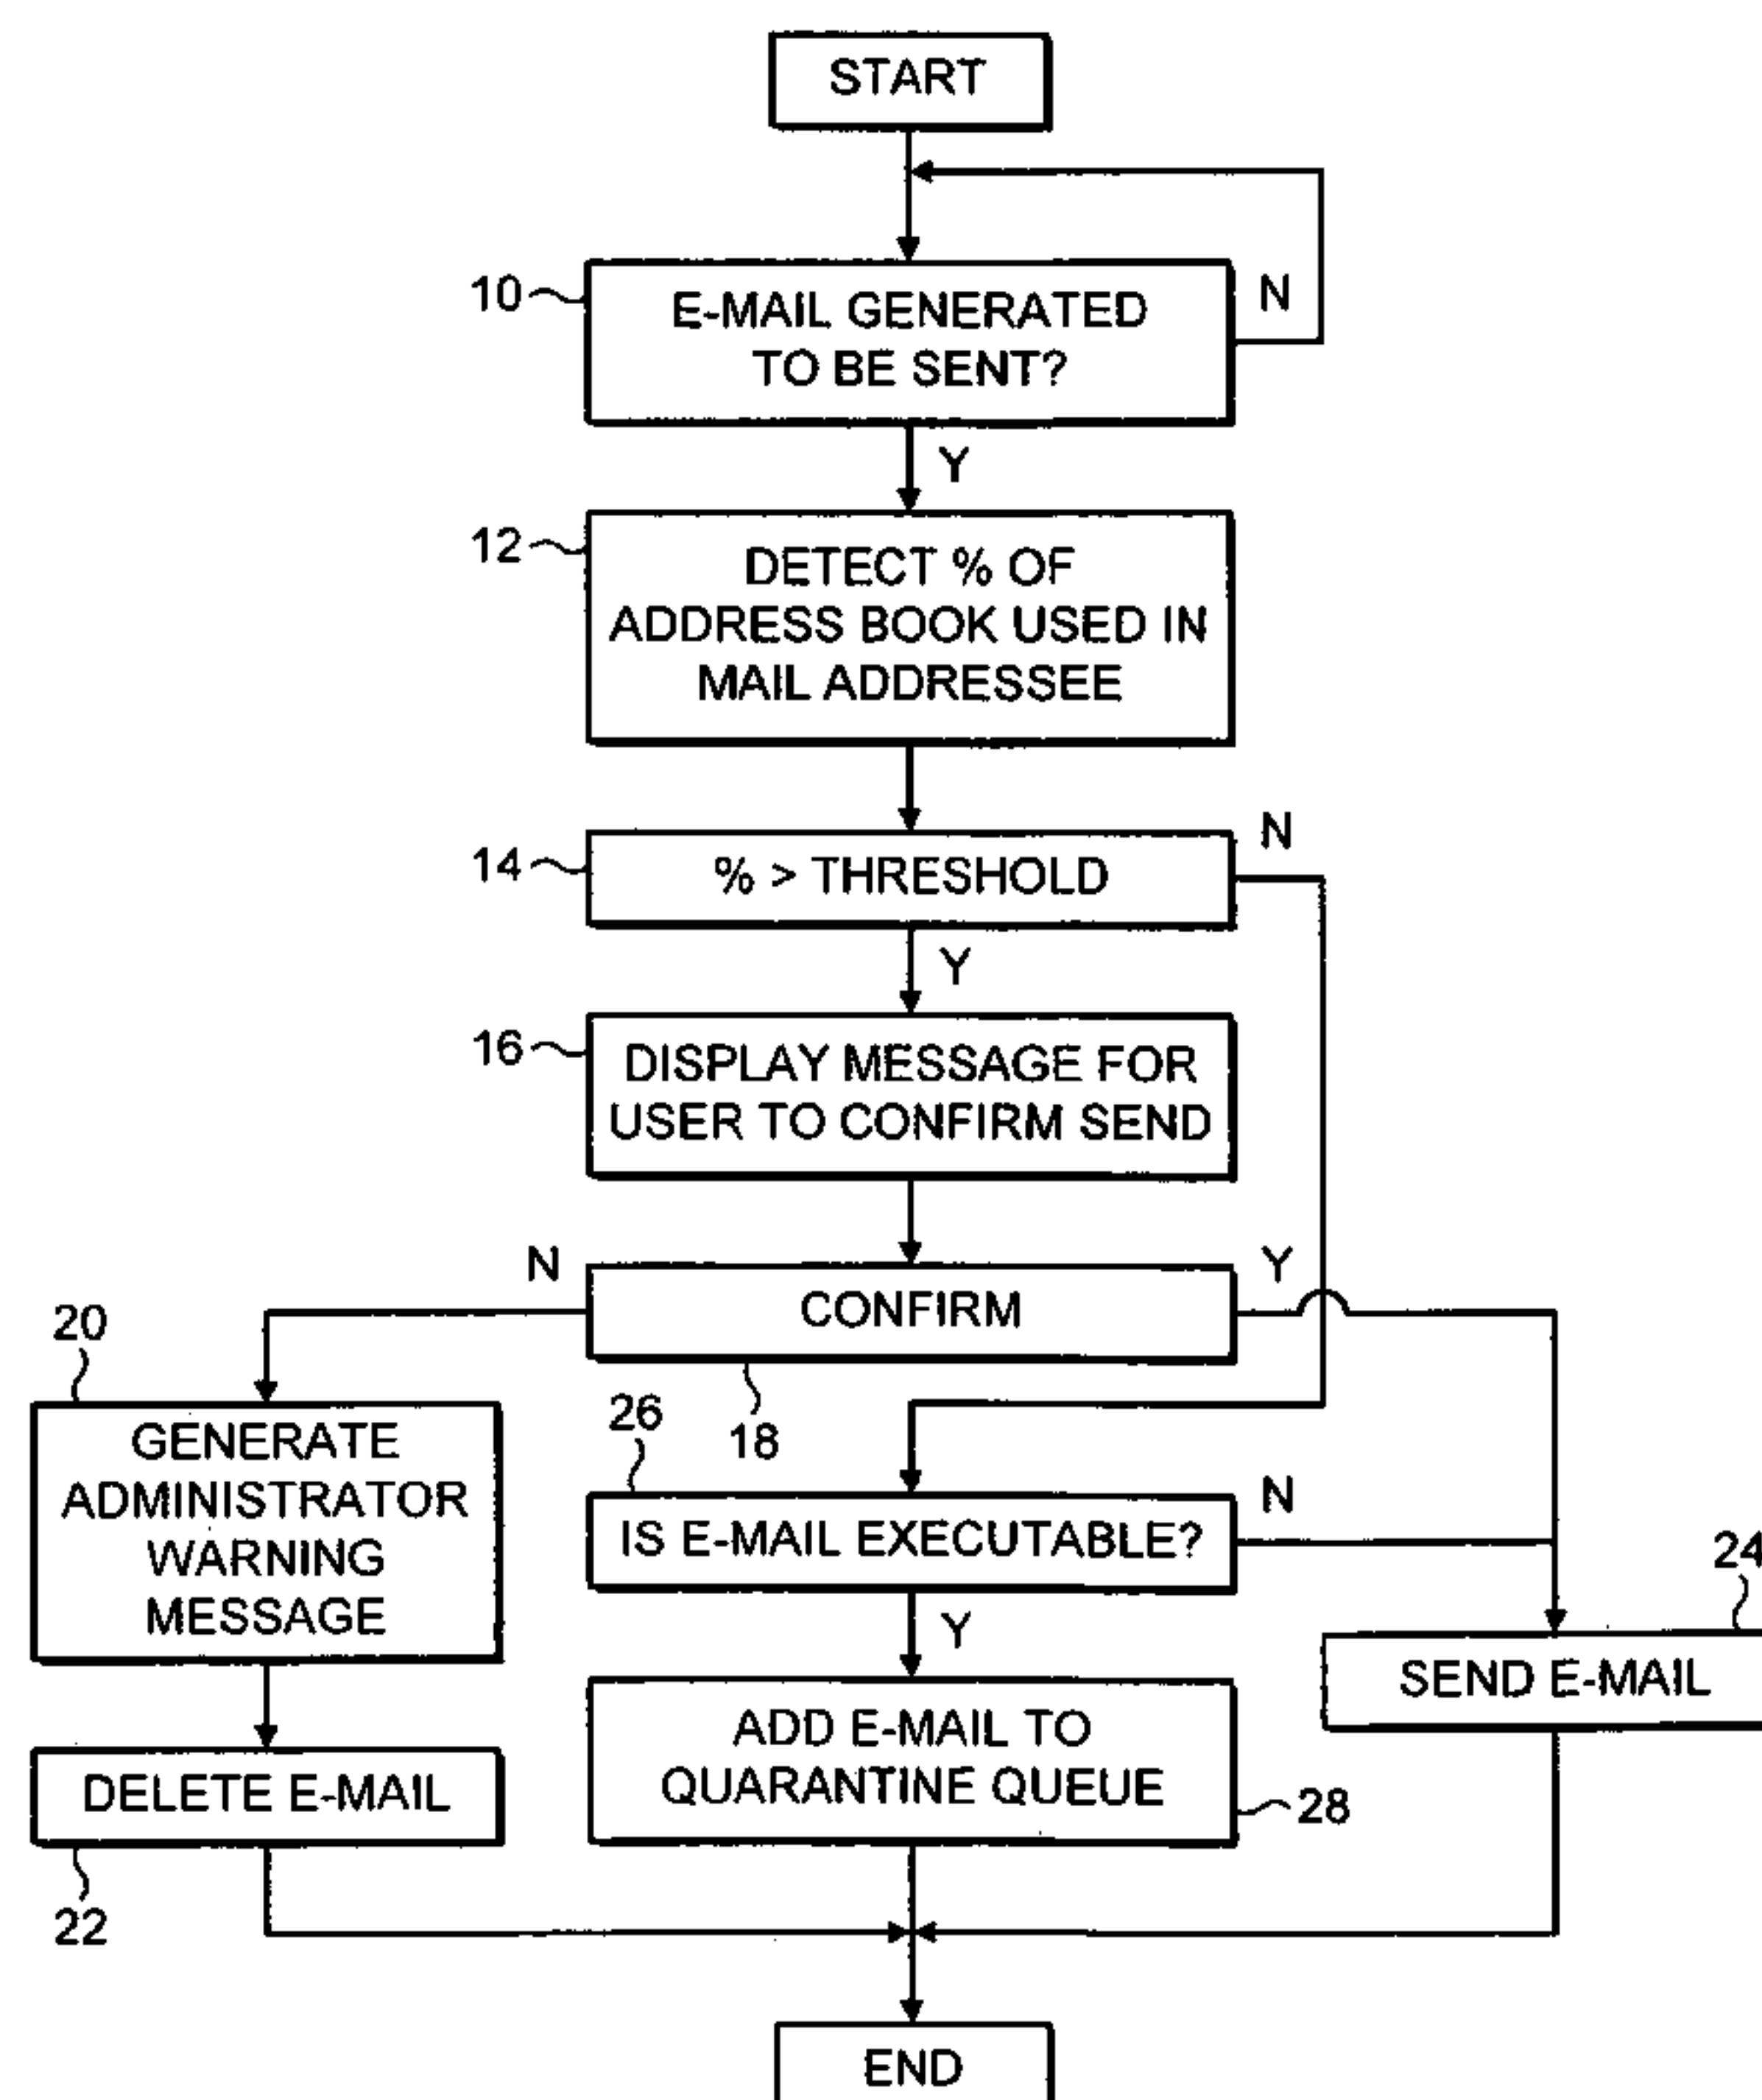 START
10
E-MAIL GENERATED
TO BE SENT?
N
Y
12
DETECT % OF
ADDRESS BOOK USED IN
MAIL ADDRESSEE
14
% > THRESHOLD
N
Y
16
DISPLAY MESSAGE FOR
USER TO CONFIRM SEND
N
CONFIRM
Y
18
20
GENERATE
ADMINISTRATOR
WARNING
MESSAGE
26
IS E-MAIL EXECUTABLE?
N
Y
24
SEND E-MAIL
DELETE E-MAIL
22
ADD E-MAIL TO
QUARANTINE QUEUE
28
END